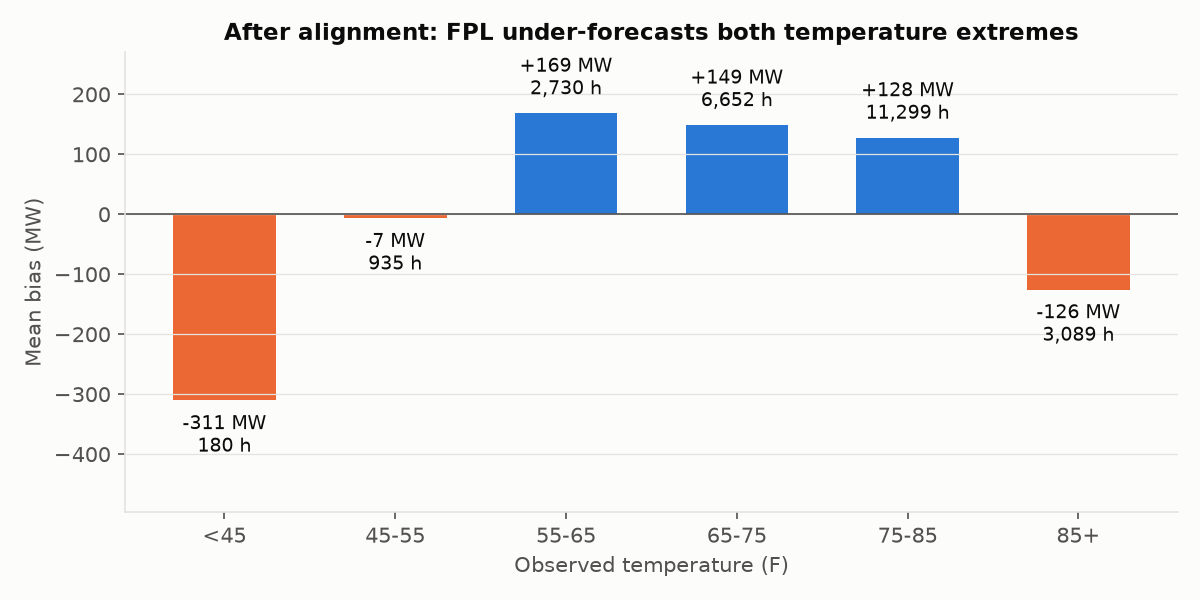 After alignment: FPL under-forecasts both temperature extremes
Mean bias (MW)
200
100
0
−100
−200
−300
−400
-311 MW
180 h
-7 MW
935 h
+169 MW
2,730 h
+149 MW
6,652 h
+128 MW
11,299 h
-126 MW
3,089 h
<45
45-55
55-65
65-75
75-85
85+
Observed temperature (F)